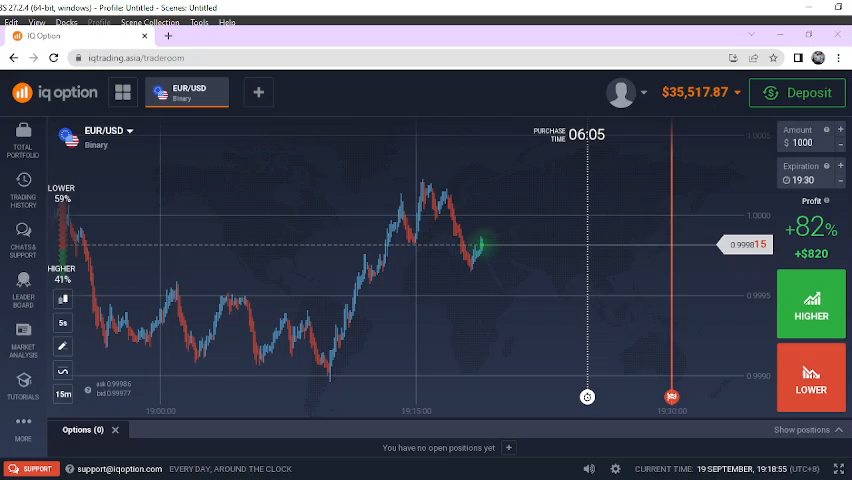 BS 27.2.4 (64-bit, windows) - Profile: Untitled - Scenes: Untitled
Edit View Docks Profile Scene Collection Tools Help
IQ Option
iqtrading.asia/traderoom
iq option
EUR/USD
Binary
$35,517.87
Deposit
TOTAL
PORTFOLIO
TRADING
HISTORY
CHATS &
SUPPORT
LEADER
BOARD
MARKET
ANALYSIS
TUTORIALS
MORE
EUR/USD
Binary
LOWER
59%
HIGHER
41%
5s
15m
ask 0.99986
bid 0.99977
PURCHASE
TIME
06:05
1.0005
1.0000
0.999815
0.9995
0.9990
19:00:00
19:15:00
19:30:00
Amount
$ 1000
Expiration
19:30
Profit
+82%
+$820
HIGHER
LOWER
Options (0)
Show positions
You have no open positions yet
SUPPORT
support@iqoption.com
EVERY DAY, AROUND THE CLOCK
CURRENT TIME: 19 SEPTEMBER, 19:18:55 (UTC+8)